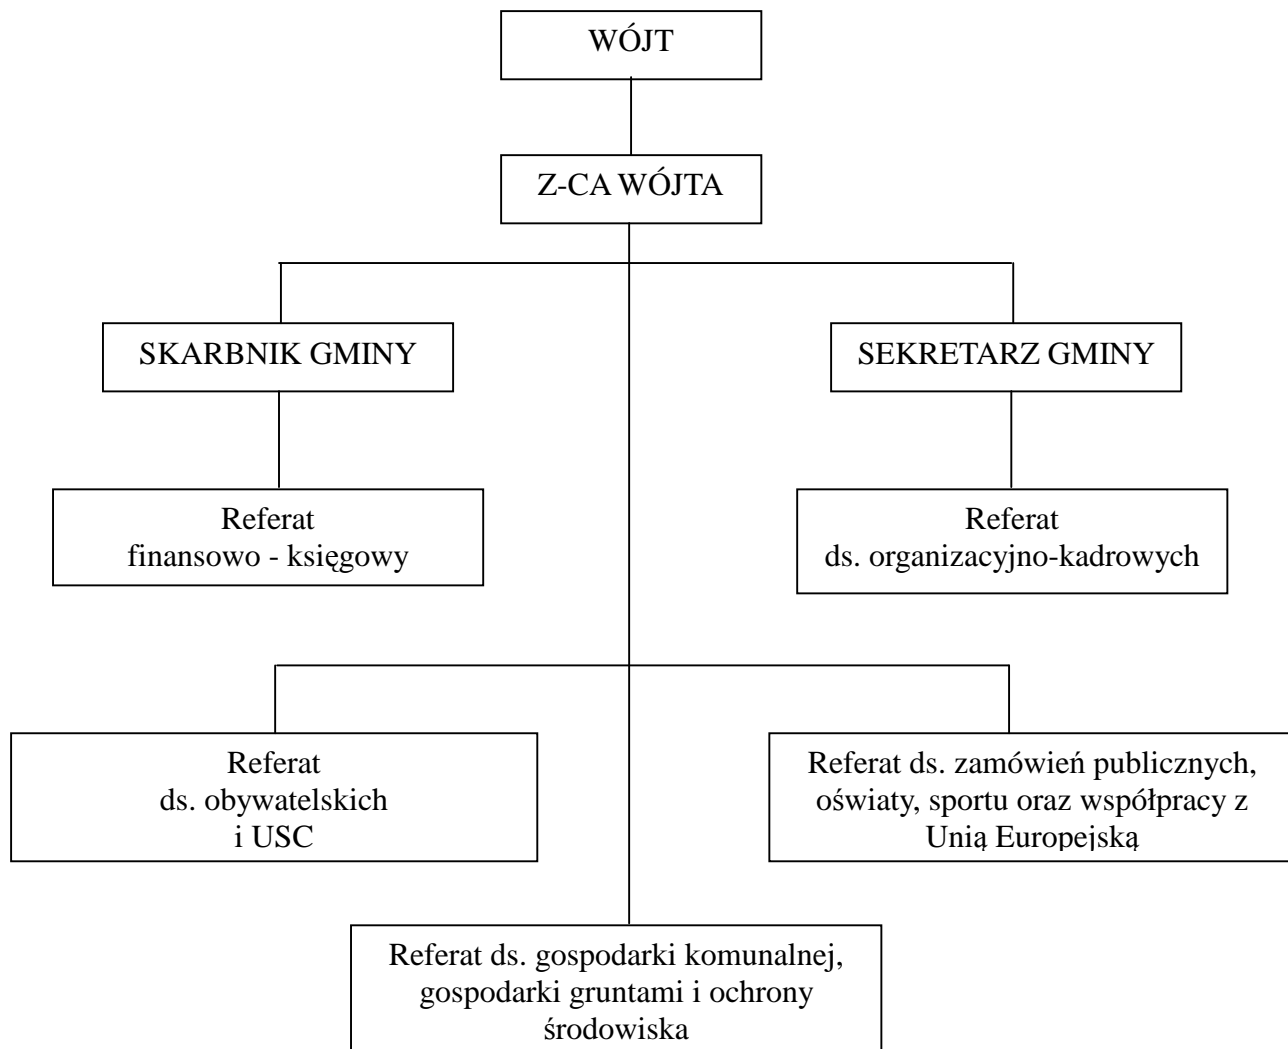 WÓJT
Z-CA WÓJTA
SKARBNIK GMINY
SEKRETARZ GMINY
Referat
finansowo - księgowy
Referat
ds. organizacyjno-kadrowych
Referat
ds. obywatelskich
i USC
Referat ds. zamówień publicznych,
oświaty, sportu oraz współpracy z
Unią Europejską
Referat ds. gospodarki komunalnej,
gospodarki gruntami i ochrony
środowiska